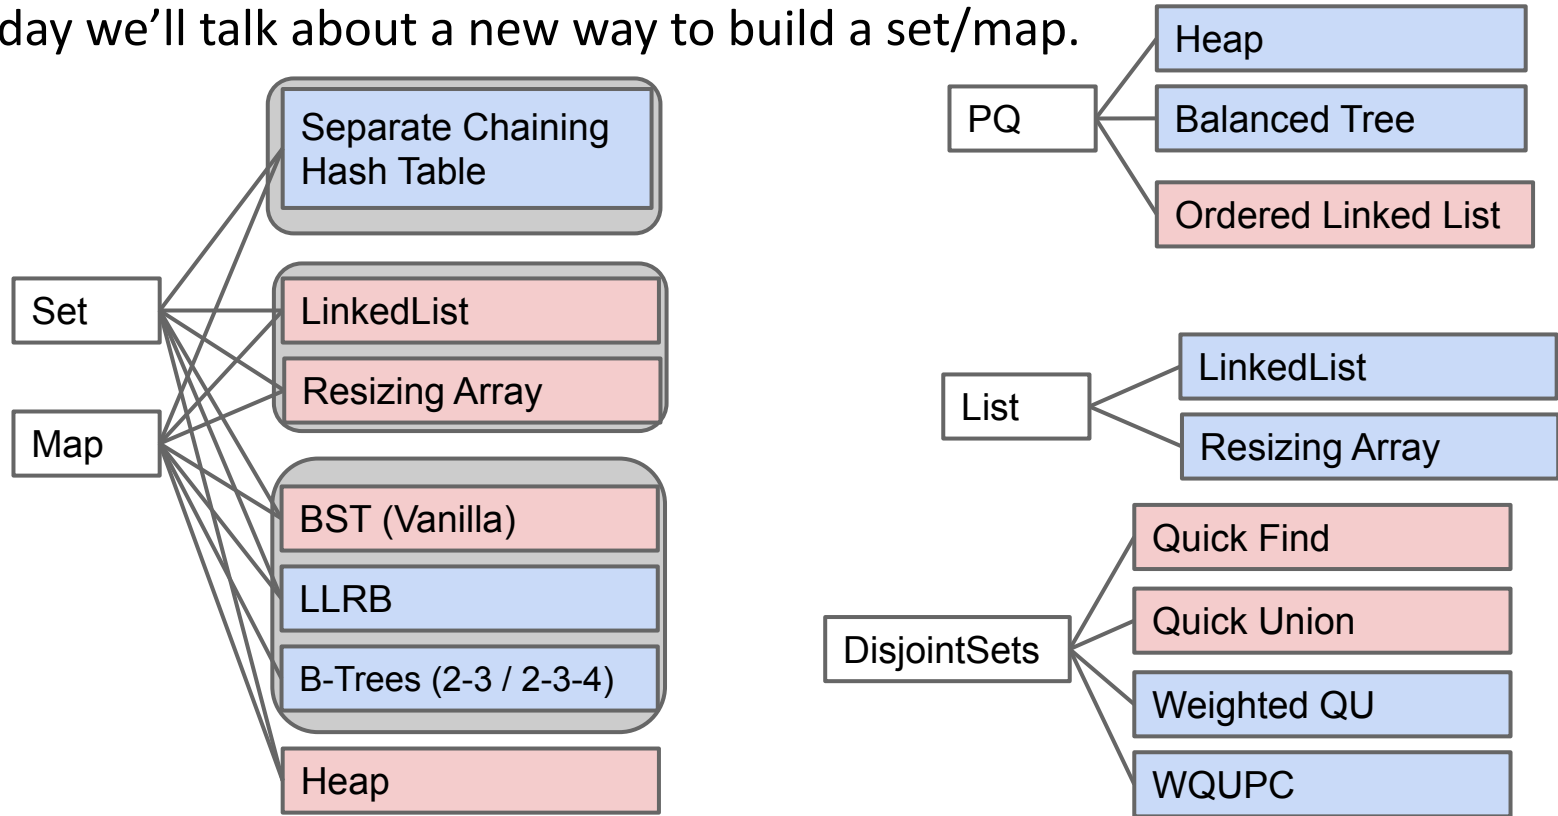 day we’ll talk about a new way to build a set/map.
Separate Chaining
Hash Table
Set
LinkedList
Resizing Array
Map
BST (Vanilla)
LLRB
B-Trees (2-3 / 2-3-4)
Heap
PQ
Heap
Balanced Tree
Ordered Linked List
List
LinkedList
Resizing Array
DisjointSets
Quick Find
Quick Union
Weighted QU
WQUPC